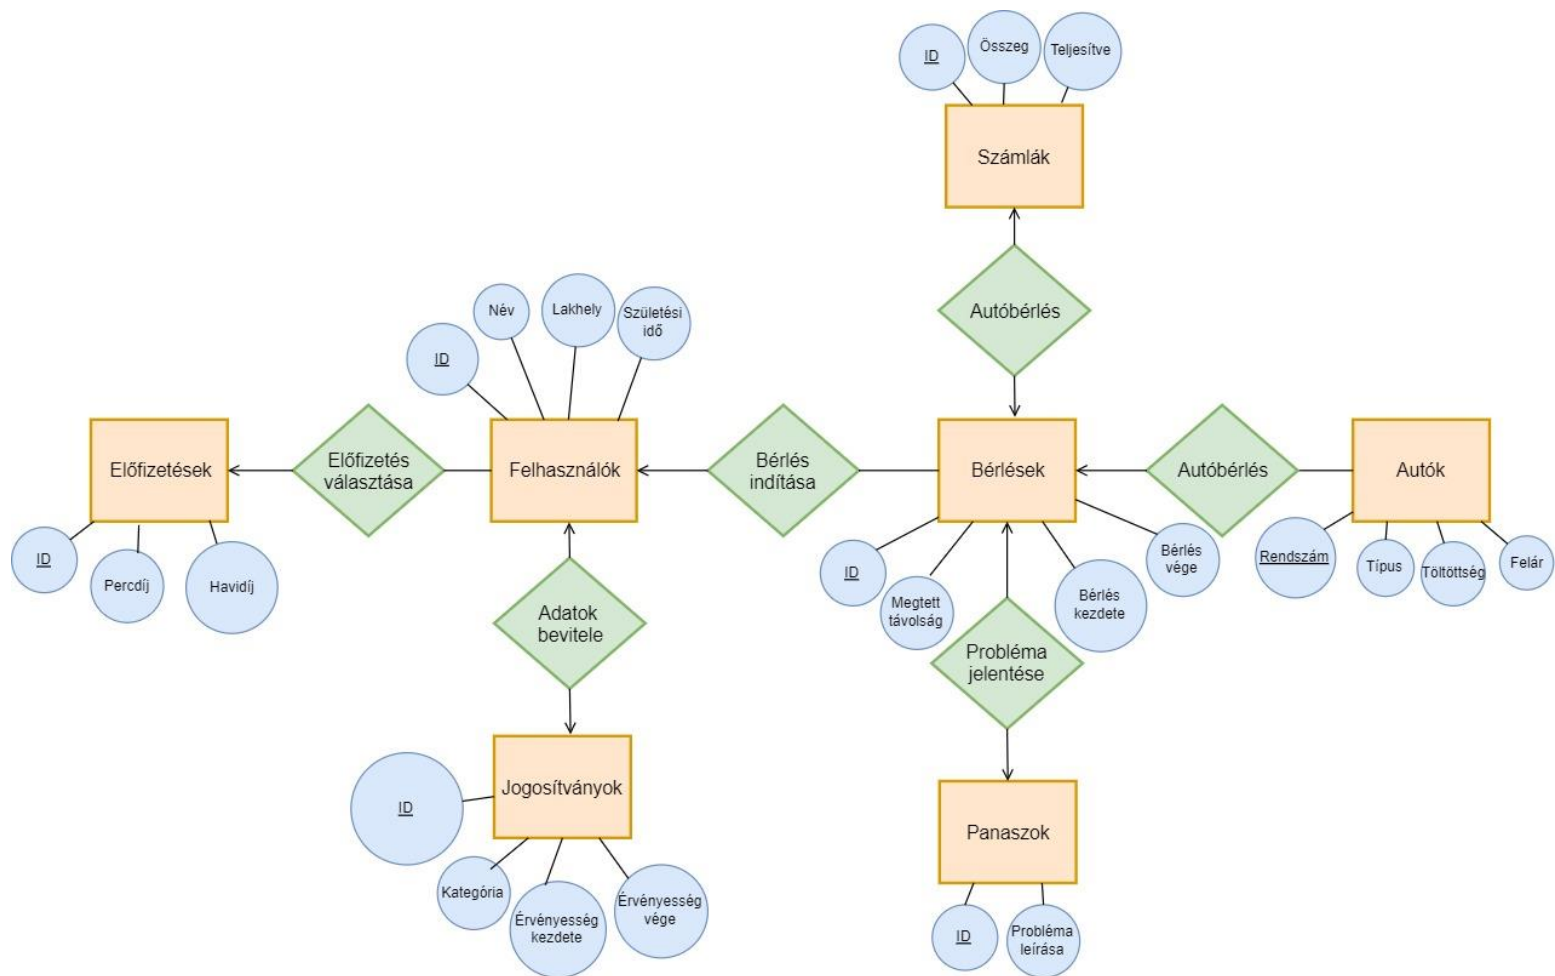 ID
Összeg
Teljesítve
Számlák
Autóbérlés
ID
Név
Lakhely
Születési
idő
Előfizetések
Előfizetés
választása
Felhasználók
Bérlés
indítása
Bérlések
Autóbérlés
Autók
ID
Percdíj
Havidíj
Adatok
bevitele
ID
Megtett
távolság
Bérlés
kezdete
Bérlés
vége
Rendszám
Típus
Töltöttség
Felár
Probléma
jelentése
Jogosítványok
ID
Kategória
Érvényesség
kezdete
Érvényesség
vége
Panaszok
ID
Probléma
leírása